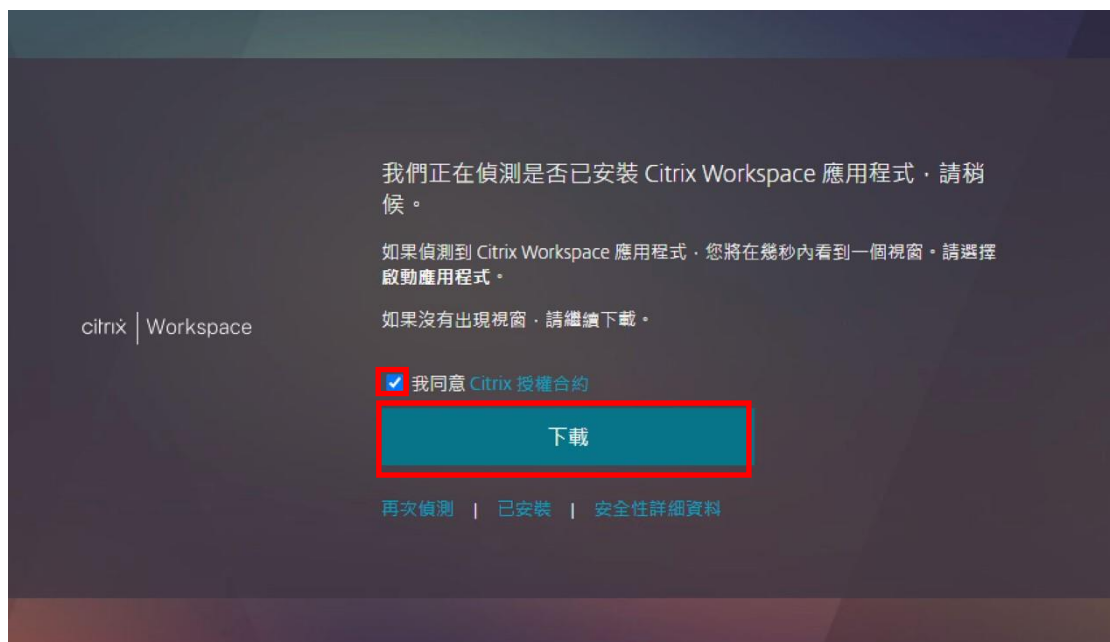 我們正在偵測是否已安裝 Citrix Workspace 應用程式，請稍
候。
如果偵測到 Citrix Workspace 應用程式，您將在幾秒內看到一個視窗。請選擇
啟動應用程式。
如果沒有出現視窗，請繼續下載。
citrix | Workspace
我同意 Citrix 授權合約
下載
再次偵測 | 已安裝 | 安全性詳細資料